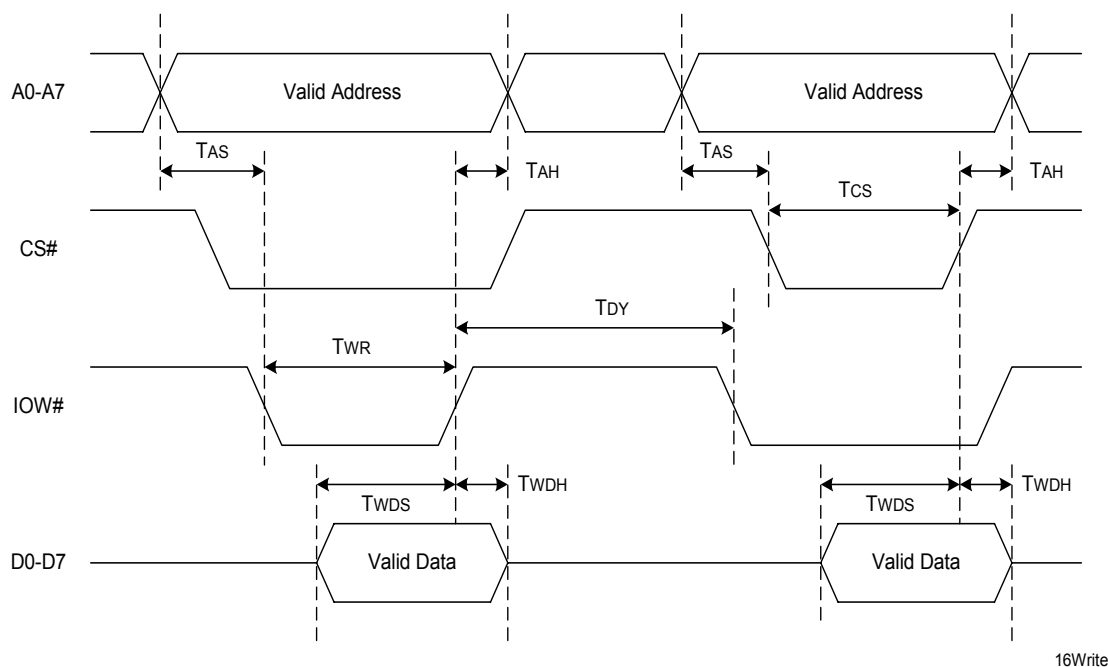 A0-A7
Valid Address
Valid Address
TAS
TAH
TAS
TAH
TCS
CS#
TDY
TWR
IOW#
TWDS
TWDH
TWDS
TWDH
D0-D7
Valid Data
Valid Data
16Write